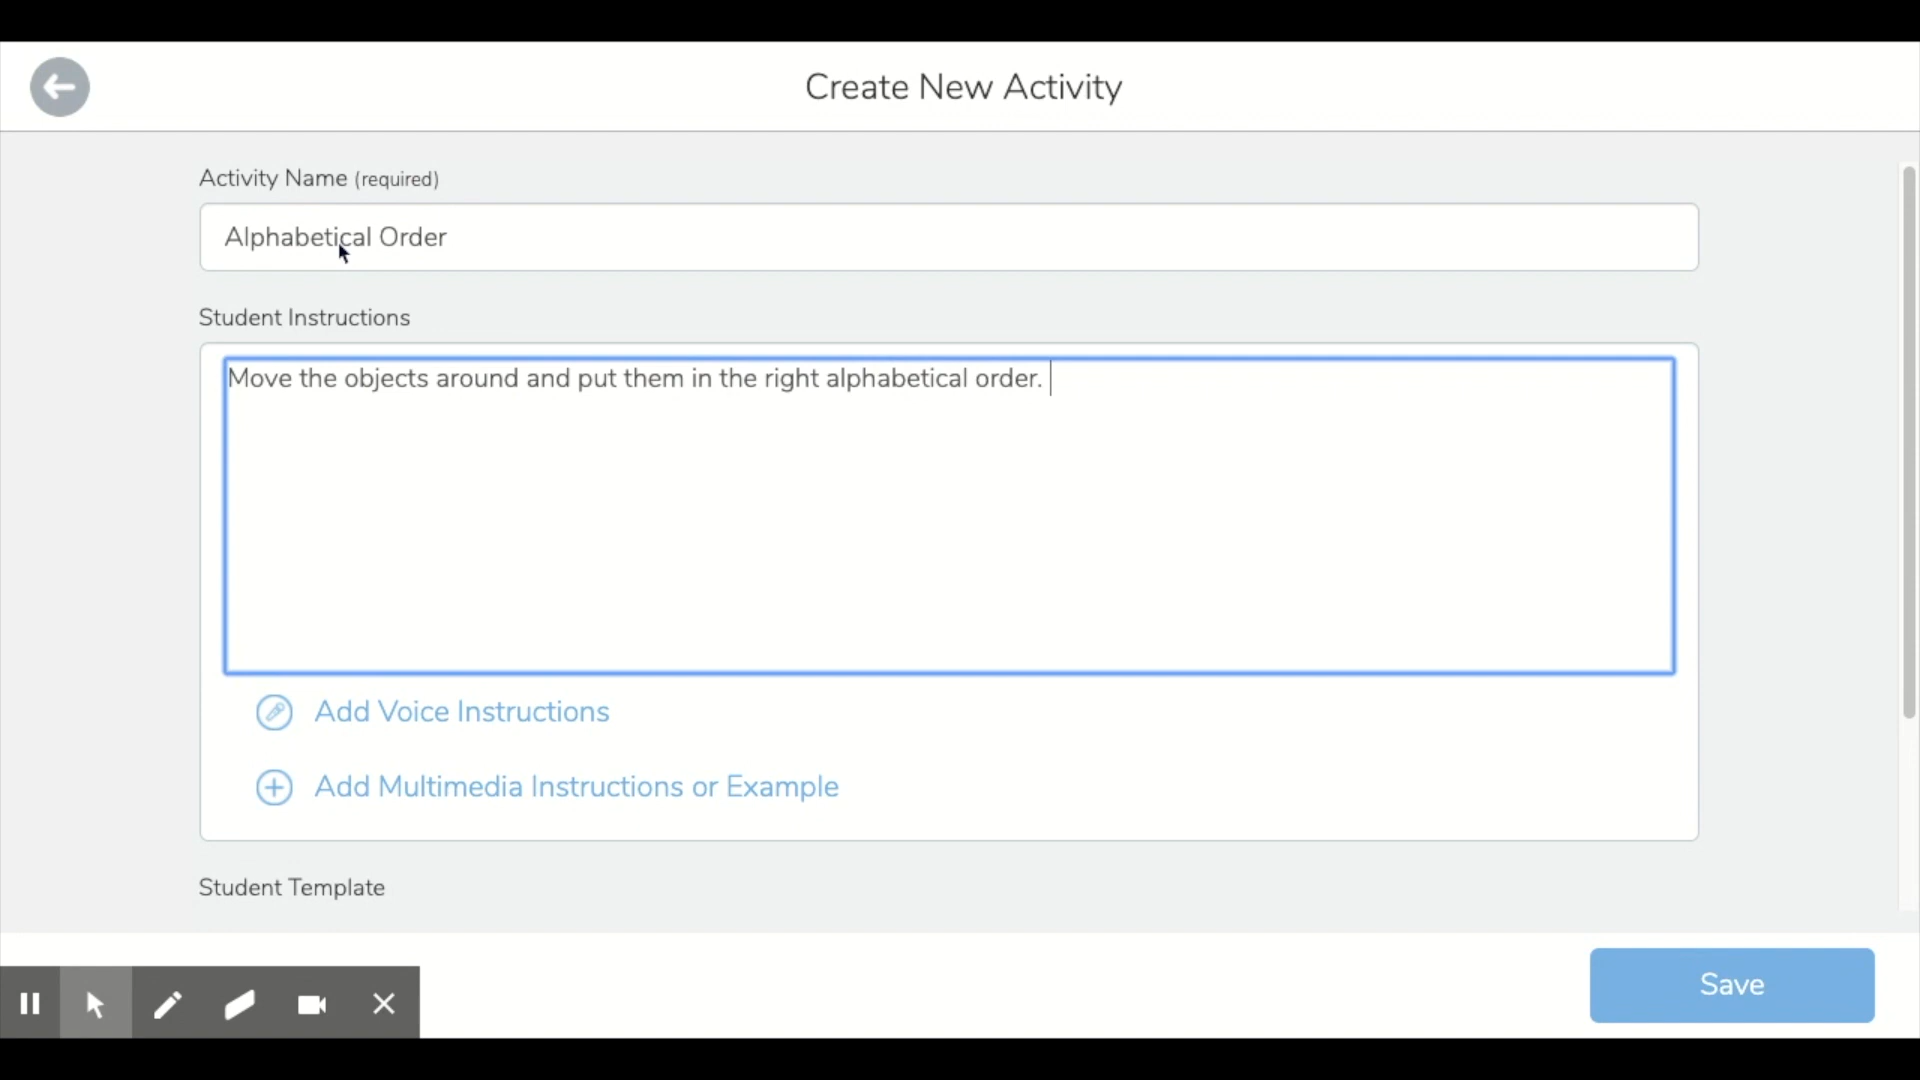 Create New Activity
Activity Name (required)
Alphabetical Order
Student Instructions
Move the objects around and put them in the right alphabetical order.
Add Voice Instructions
Add Multimedia Instructions or Example
Student Template
Save